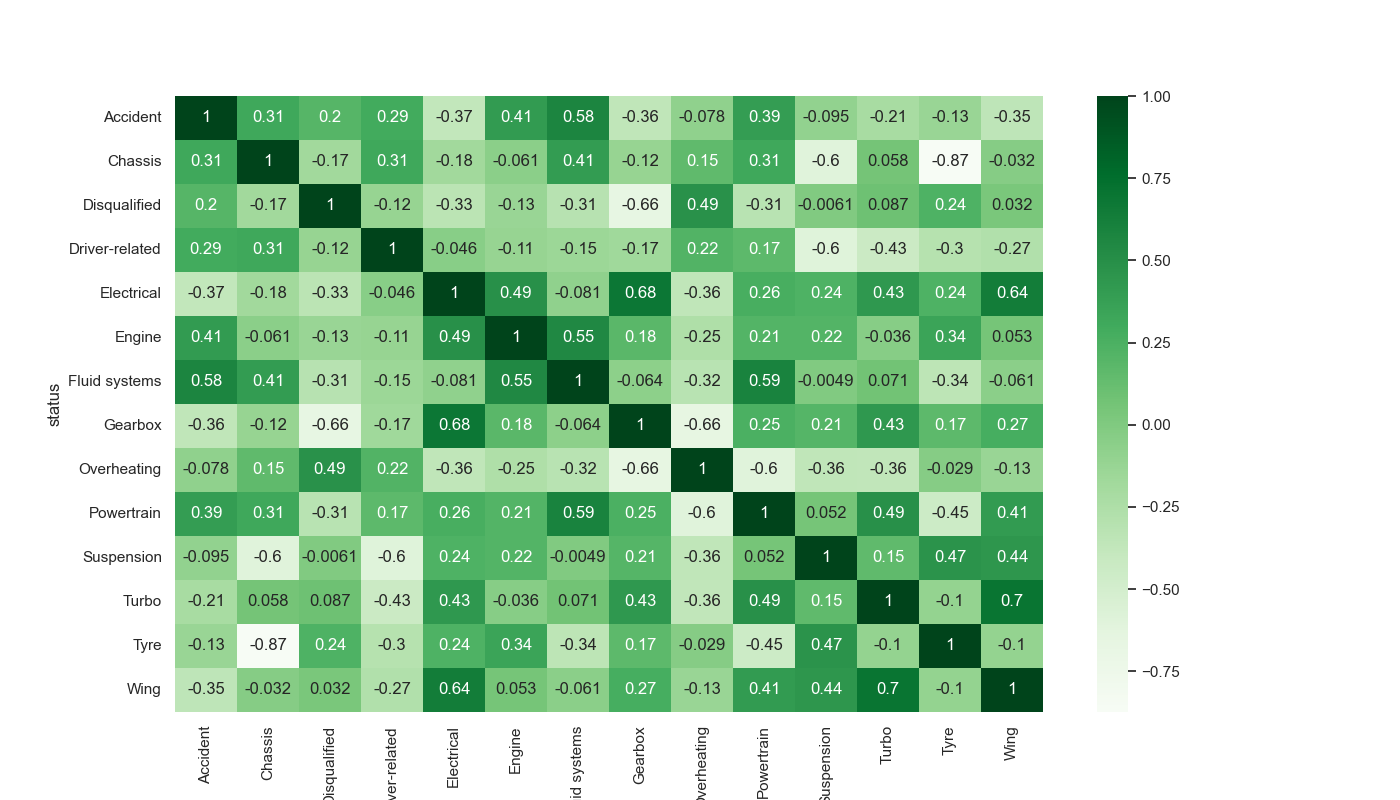 Accident 1 0.31 0.2 0.29 -0.37 0.41 0.58 -0.36 -0.078 0.39 -0.095 -0.21 -0.13 -0.35
Chassis 0.31 1 -0.17 0.31 -0.18 -0.061 0.41 -0.12 0.15 0.31 -0.6 0.058 -0.87 -0.032
Disqualified 0.2 -0.17 1 -0.12 -0.33 -0.13 -0.31 -0.66 0.49 -0.31 -0.0061 0.087 0.24 0.032
Driver-related 0.29 0.31 -0.12 1 -0.046 -0.11 -0.15 -0.17 0.22 0.17 -0.6 -0.43 -0.3 -0.27
Electrical -0.37 -0.18 -0.33 -0.046 1 0.49 -0.081 0.68 -0.36 0.26 0.24 0.43 0.24 0.64
Engine 0.41 -0.061 -0.13 -0.11 0.49 1 0.55 0.18 -0.25 0.21 0.22 -0.036 0.34 0.053
Fluid systems 0.58 0.41 -0.31 -0.15 -0.081 0.55 1 -0.064 -0.32 0.59 -0.0049 0.071 -0.34 -0.061
Gearbox -0.36 -0.12 -0.66 -0.17 0.68 0.18 -0.064 1 -0.66 0.25 0.21 0.43 0.17 0.27
Overheating -0.078 0.15 0.49 0.22 -0.36 -0.25 -0.32 -0.66 1 -0.6 -0.36 -0.36 -0.029 -0.13
Powertrain 0.39 0.31 -0.31 0.17 0.26 0.21 0.59 0.25 -0.6 1 0.052 0.49 -0.45 0.41
Suspension -0.095 -0.6 -0.0061 -0.6 0.24 0.22 -0.0049 0.21 -0.36 0.052 1 0.15 0.47 0.44
Turbo -0.21 0.058 0.087 -0.43 0.43 -0.036 0.071 0.43 -0.36 0.49 0.15 1 -0.1 0.7
Tyre -0.13 -0.87 0.24 -0.3 0.24 0.34 -0.34 0.17 -0.029 -0.45 0.47 -0.1 1 -0.1
Wing -0.35 -0.032 0.032 -0.27 0.64 0.053 -0.061 0.27 -0.13 0.41 0.44 0.7 -0.1 1
status
Accident
Chassis
Disqualified
ver-related
Electrical
Engine
id systems
Gearbox
Overheating
Powertrain
Suspension
Turbo
Tyre
Wing
1.00
0.75
0.50
0.25
0.00
−0.25
−0.50
−0.75